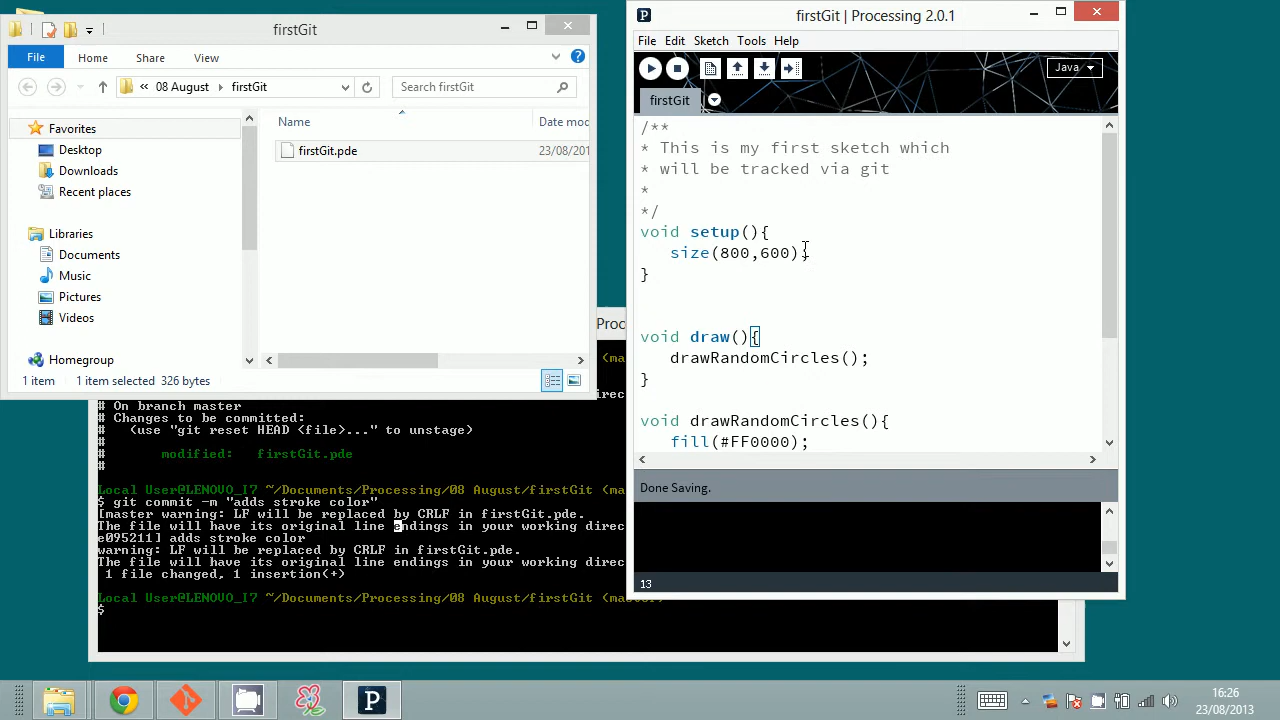 firstGit
File
Home
Share
View
« 08 August ▸ firstGit
Search firstGit
Name
Date mod
firstGit.pde
23/08/201
Favorites
Desktop
Downloads
Recent places
Libraries
Documents
Music
Pictures
Videos
Homegroup
1 item
1 item selected 326 bytes
Proces
(ma
irec
# On branch master
# Changes to be committed:
#   (use "git reset HEAD <file>..." to unstage)
#
#       modified:   firstGit.pde
#
Local User@LENOVO_I7 ~/Documents/Processing/08 August/firstGit (ma
$ git commit -m "adds stroke color"
[master warning: LF will be replaced by CRLF in firstGit.pde.
The file will have its original line endings in your working direc
e095211] adds stroke color
warning: LF will be replaced by CRLF in firstGit.pde.
The file will have its original line endings in your working direc
 1 file changed, 1 insertion(+)
Local User@LENOVO_I7 ~/Documents/Processing/08 August/firstGit (master)
$
firstGit | Processing 2.0.1
File Edit Sketch Tools Help
Java
firstGit
/**
* This is my first sketch which
* will be tracked via git
*
*/
void setup(){
   size(800,600);
}
void draw(){
   drawRandomCircles();
}
void drawRandomCircles(){
   fill(#FF0000);
Done Saving.
13
16:26
23/08/2013